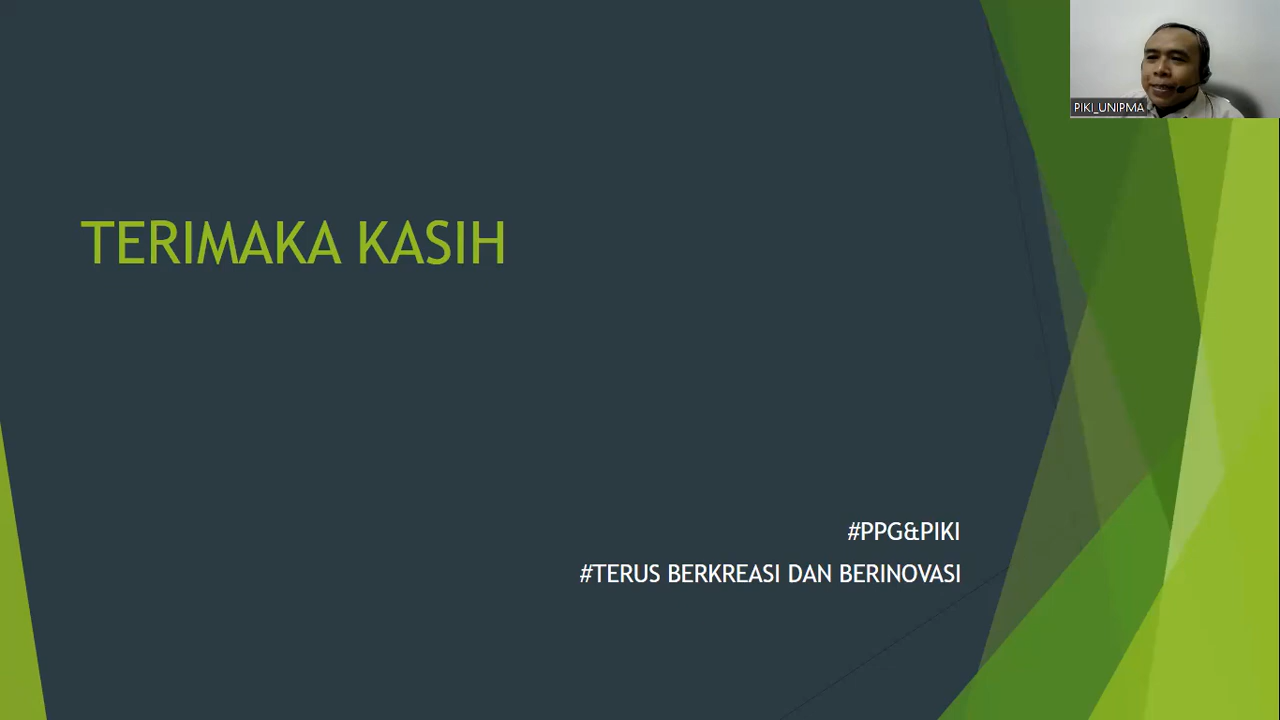 PIKI_UNIPMA
TERIMAKA KASIH
#PPG&PIKI
#TERUS BERKREASI DAN BERINOVASI